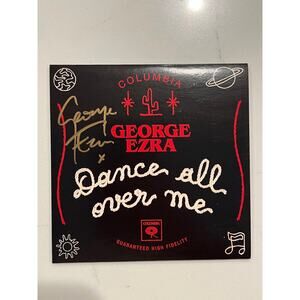 COLUMBIA
George
Ezra
x
GEORGE
EZRA
Dance all
over me
COLUMBIA
GUARANTEED HIGH FIDELITY